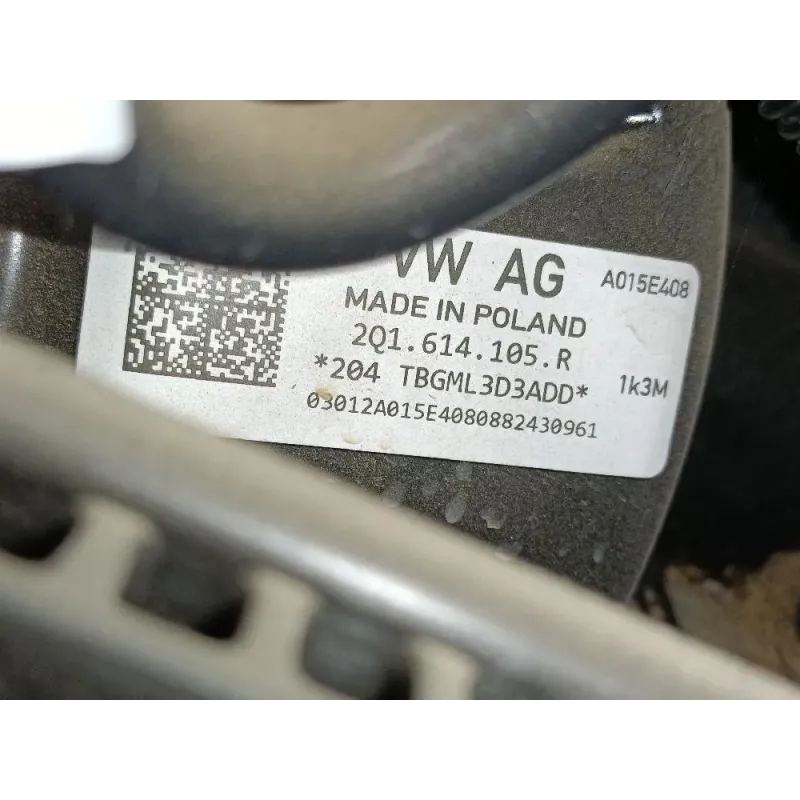 VW AG A015E408
MADE IN POLAND
2Q1.614.105.R
*204 TBGML3D3ADD* 1k3M
03012A015E4080882430961